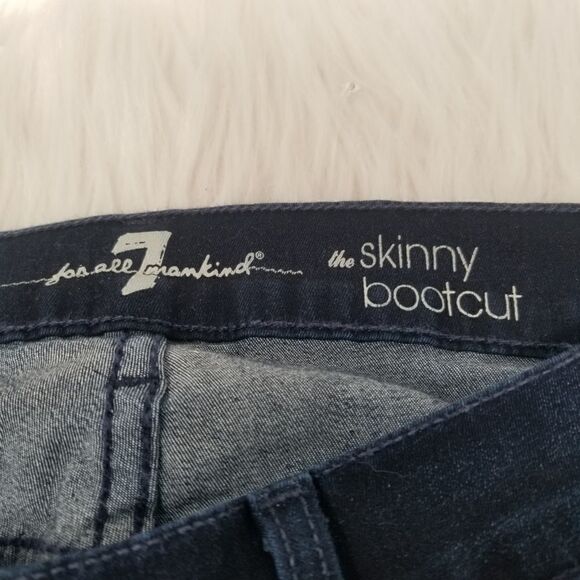 for all 7 mankind®
the skinny
bootcut